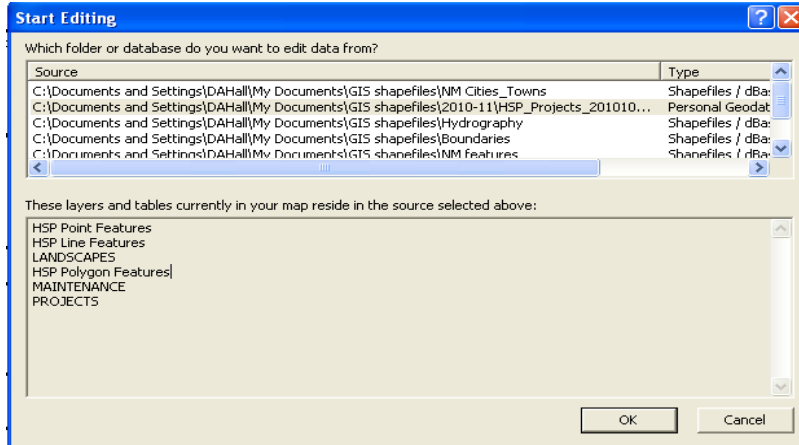 Start Editing
Which folder or database do you want to edit data from?
Source Type
C:\Documents and Settings\DAHall\My Documents\GIS shapefiles\NM Cities_Towns Shapefiles / dBa
C:\Documents and Settings\DAHall\My Documents\GIS shapefiles\2010-11\HSP_Projects_201010... Personal Geodat
C:\Documents and Settings\DAHall\My Documents\GIS shapefiles\Hydrography Shapefiles / dBa
C:\Documents and Settings\DAHall\My Documents\GIS shapefiles\Boundaries Shapefiles / dBa
C:\Documents and Settings\DAHall\My Documents\GIS shapefiles\NM features Shapefiles / dBa
These layers and tables currently in your map reside in the source selected above:
HSP Point Features
HSP Line Features
LANDSCAPES
HSP Polygon Features
MAINTENANCE
PROJECTS
OK Cancel